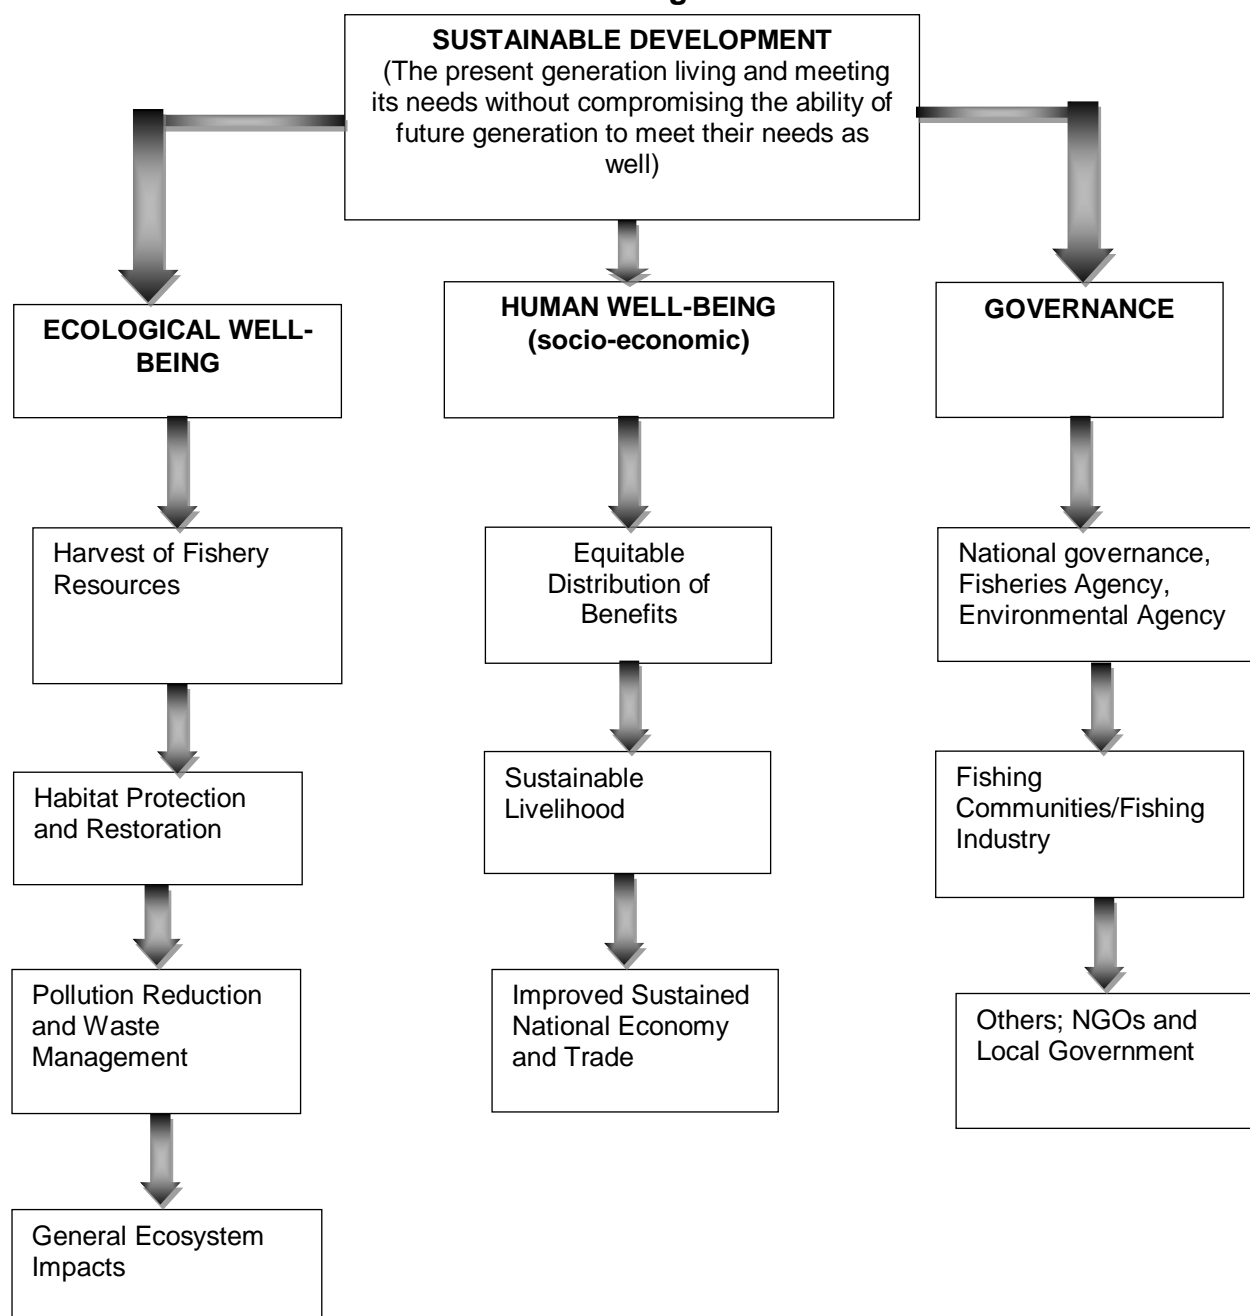 SUSTAINABLE DEVELOPMENT
(The present generation living and meeting
its needs without compromising the ability of
future generation to meet their needs as
well)
ECOLOGICAL WELL-
BEING
HUMAN WELL-BEING
(socio-economic)
GOVERNANCE
Harvest of Fishery
Resources
Equitable
Distribution of
Benefits
National governance,
Fisheries Agency,
Environmental Agency
Habitat Protection
and Restoration
Sustainable
Livelihood
Fishing
Communities/Fishing
Industry
Pollution Reduction
and Waste
Management
Improved Sustained
National Economy
and Trade
Others; NGOs and
Local Government
General Ecosystem
Impacts